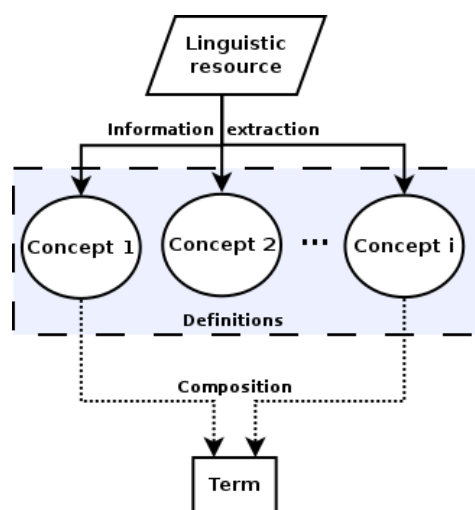 Linguistic
resource
Information extraction
Concept 1 Concept 2 ... Concept i
Definitions
Composition
Term